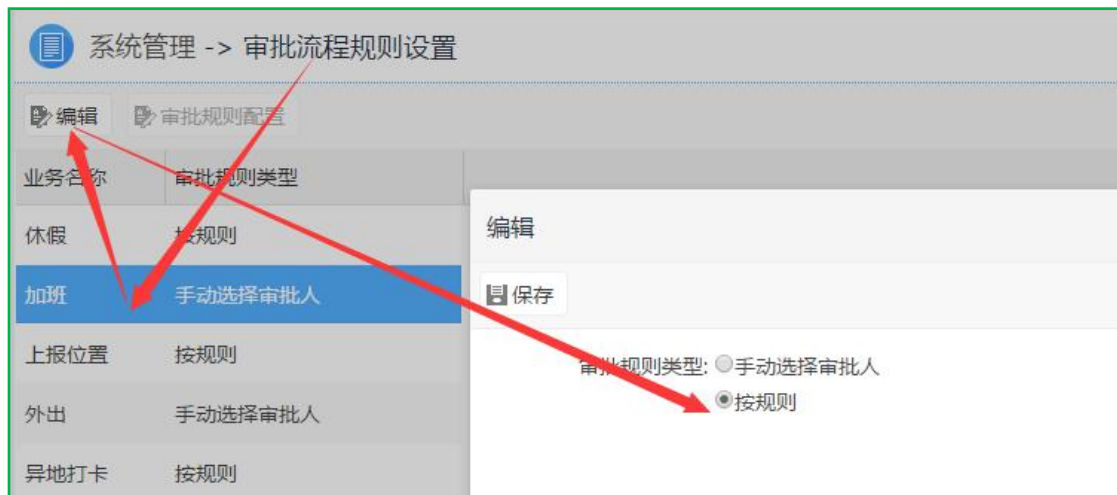 系统管理 -> 审批流程规则设置
编辑 审批规则配置
业务名称 审批规则类型
休假 按规则
加班 手动选择审批人
上报位置 按规则
外出 手动选择审批人
异地打卡 按规则
编辑
保存
审批规则类型: 手动选择审批人
按规则